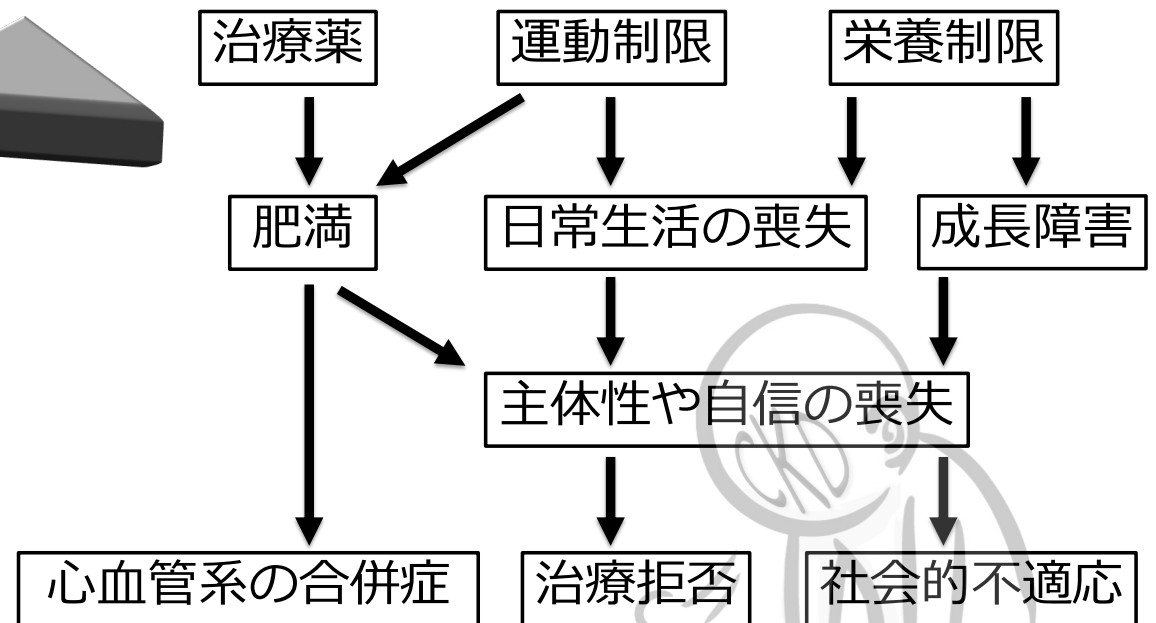 治療薬
運動制限
栄養制限
肥満
日常生活の喪失
成長障害
主体性や自信の喪失
CKD
心血管系の合併症
治療拒否
社会的不適応